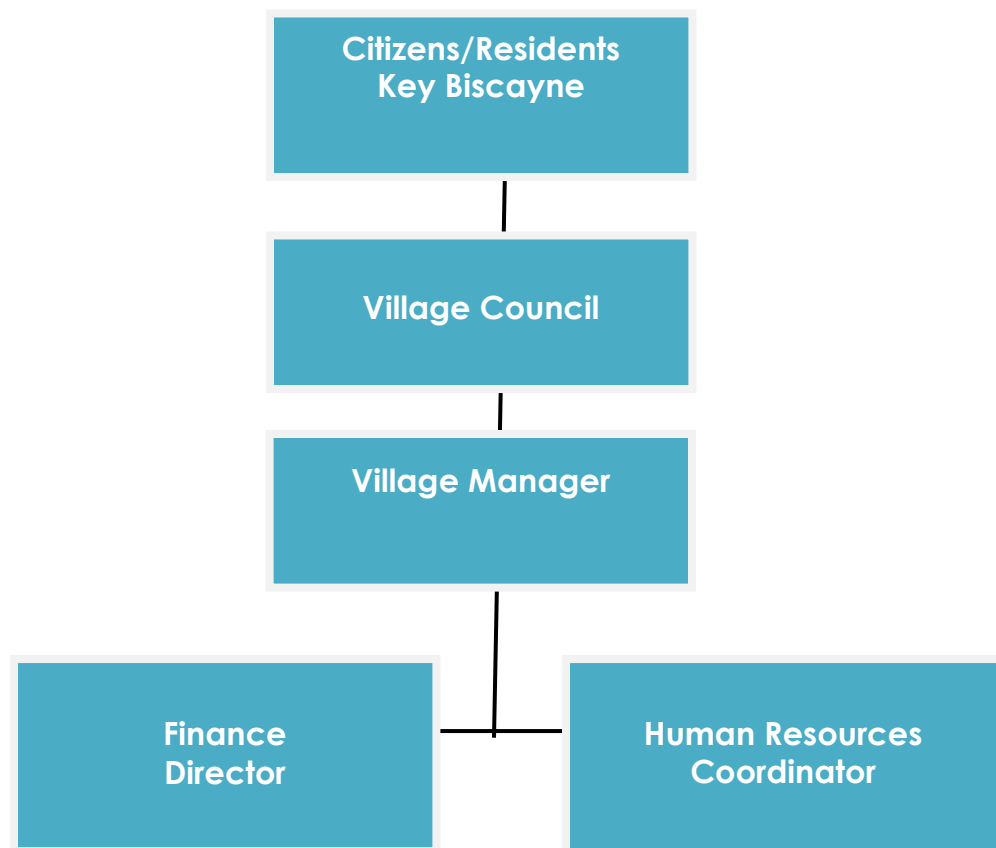 Citizens/Residents
Key Biscayne
Village Council
Village Manager
Finance
Director
Human Resources
Coordinator